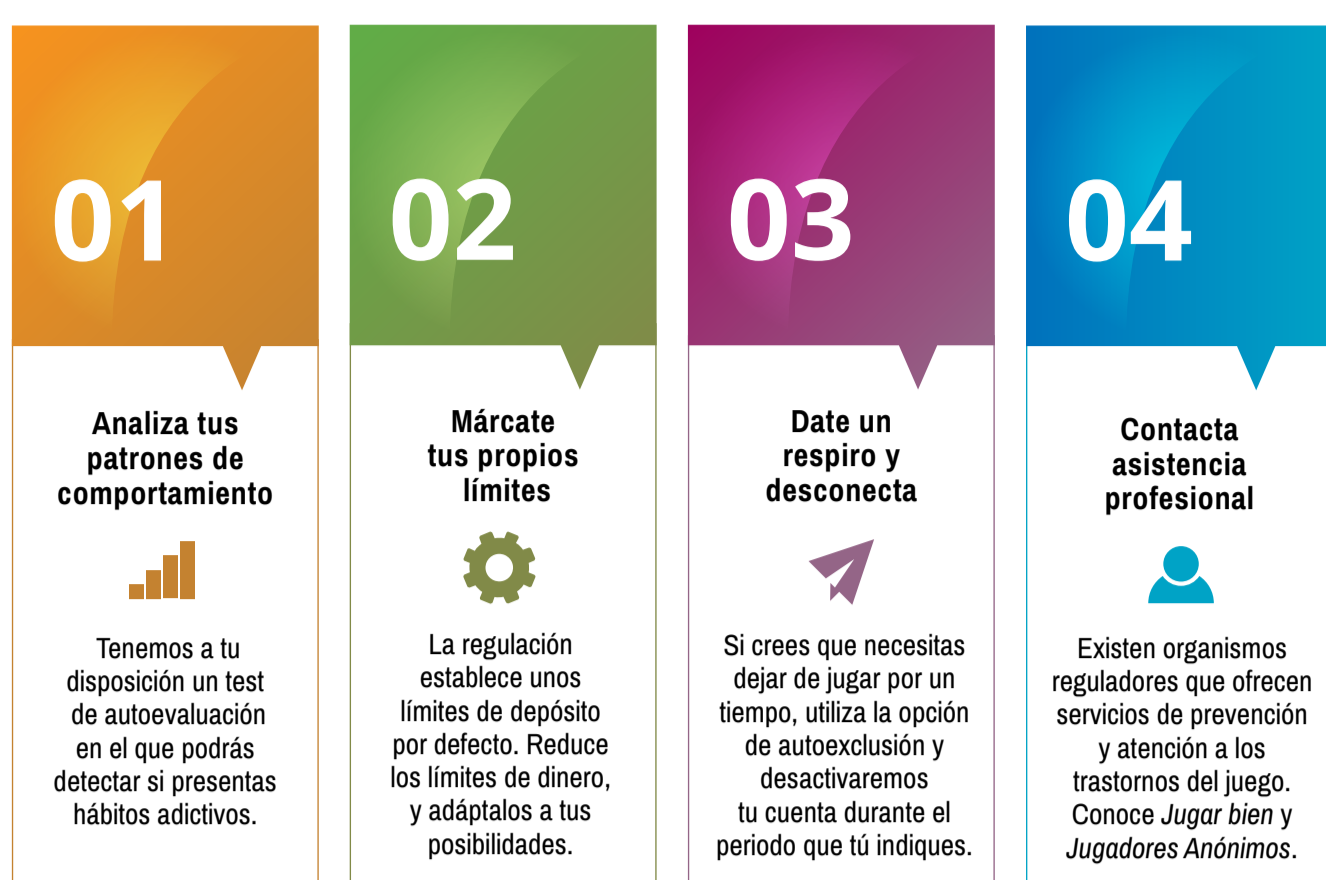 01
Analiza tus
patrones de
comportamiento
Tenemos a tu
disposición un test
de autoevaluación
en el que podrás
detectar si presentas
hábitos adictivos.
02
Márcate
tus propios
límites
La regulación
establece unos
límites de depósito
por defecto. Reduce
los límites de dinero,
y adáptalos a tus
posibilidades.
03
Date un
respiro y
desconecta
Si crees que necesitas
dejar de jugar por un
tiempo, utiliza la opción
de autoexclusión y
desactivaremos
tu cuenta durante el
periodo que tú indiques.
04
Contacta
asistencia
profesional
Existen organismos
reguladores que ofrecen
servicios de prevención
y atención a los
trastornos del juego.
Conoce Jugar bien y
Jugadores Anónimos.